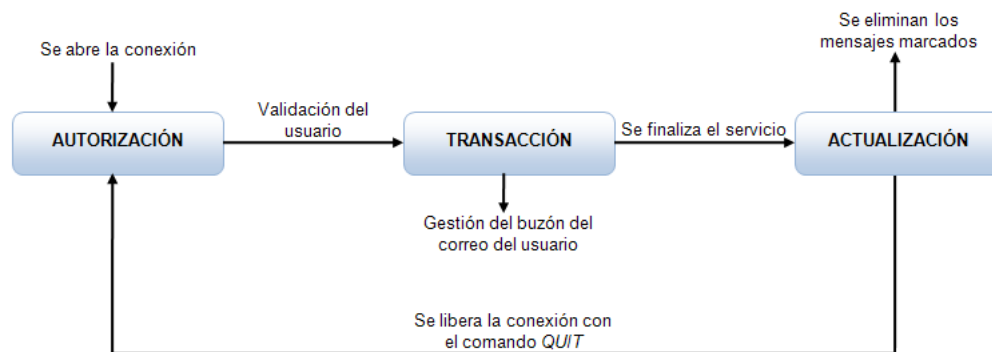 Se abre la conexión
Se eliminan los
mensajes marcados
AUTORIZACIÓN
Validación del
usuario
TRANSACCIÓN
Se finaliza el servicio
ACTUALIZACIÓN
Gestión del buzón del
correo del usuario
Se libera la conexión con
el comando QUIT